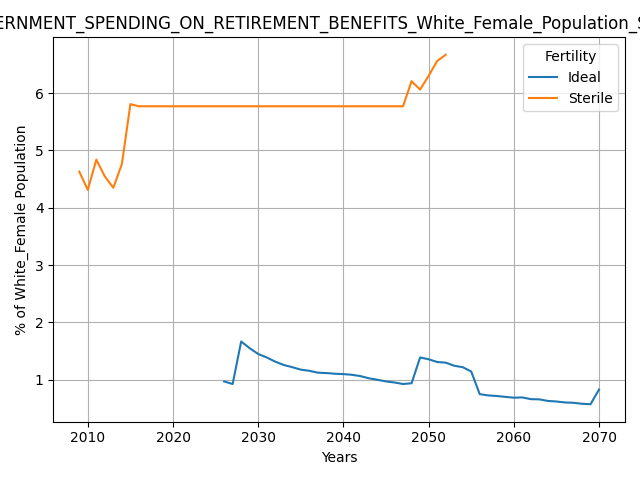 ERNMENT_SPENDING_ON_RETIREMENT_BENEFITS_White_Female_Population_S
Fertility
Ideal
Sterile
% of White_Female Population
6
5
4
3
2
1
2010 2020 2030 2040 2050 2060 2070
Years